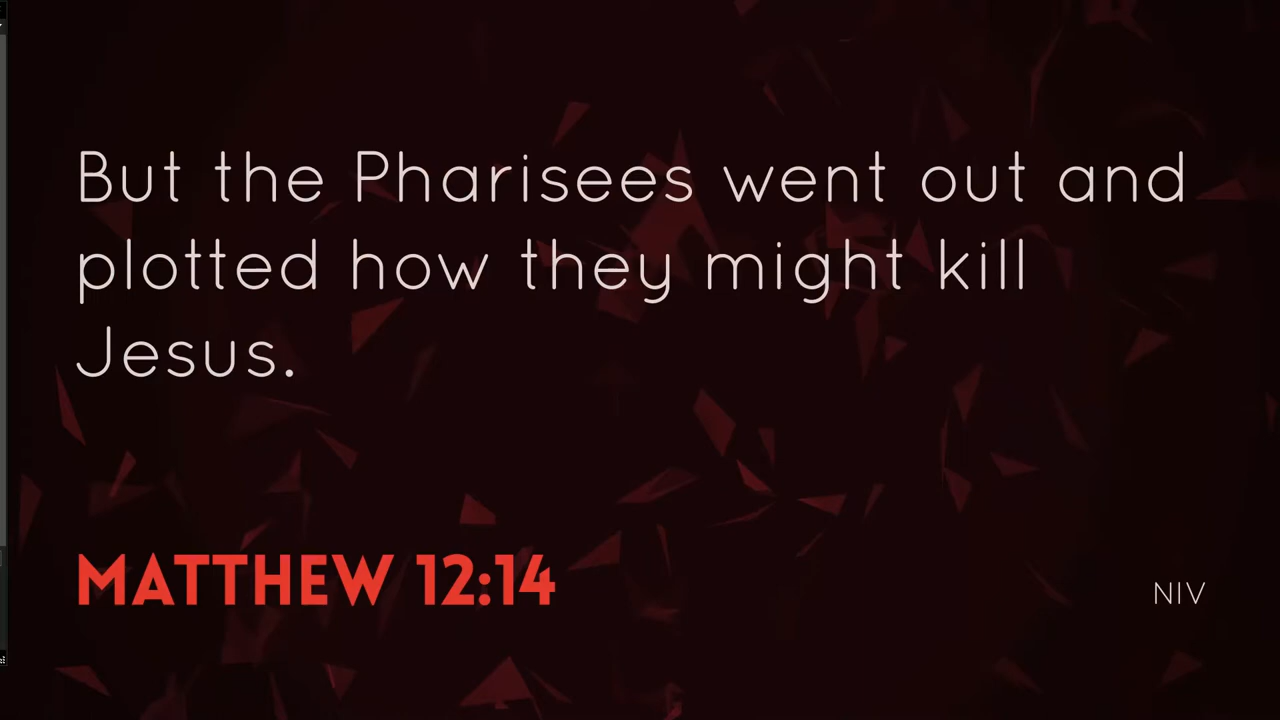 But the Pharisees went out and
plotted how they might kill
Jesus.
MATTHEW 12:14
NIV